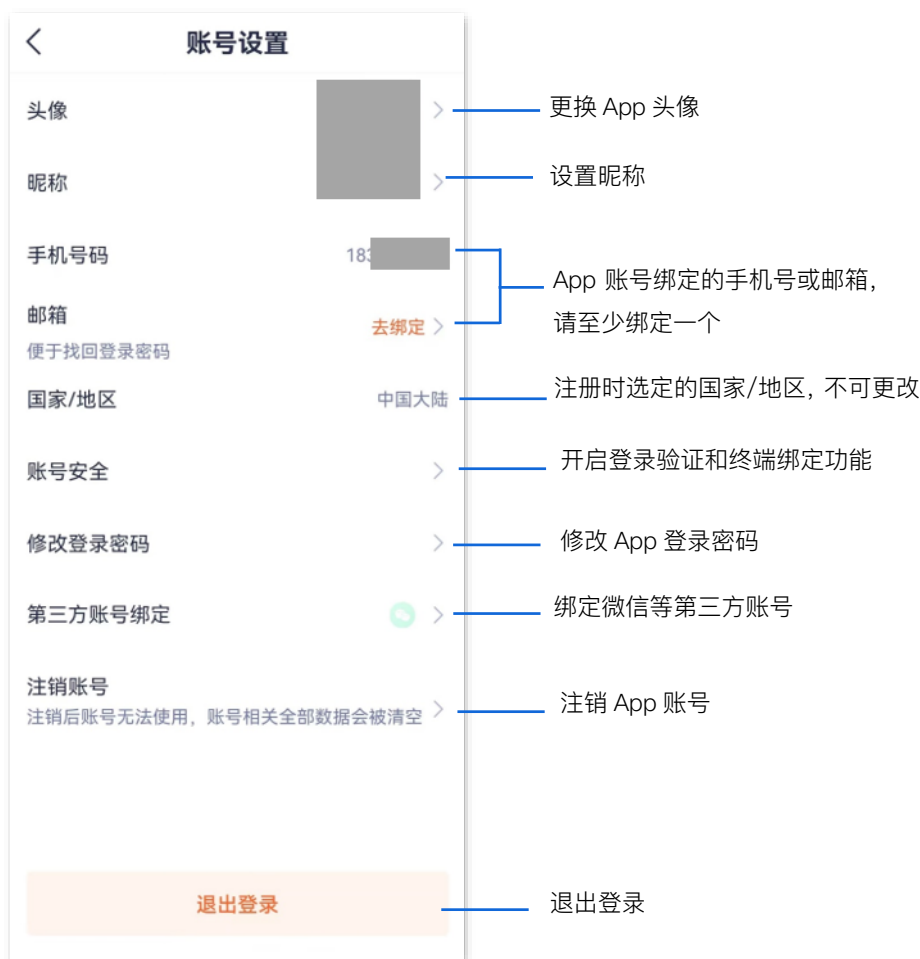 账号设置
头像
更换 App 头像
昵称
设置昵称
手机号码
183
App 账号绑定的手机号或邮箱，
请至少绑定一个
邮箱
去绑定
便于找回登录密码
国家/地区
中国大陆
注册时选定的国家/地区，不可更改
账号安全
开启登录验证和终端绑定功能
修改登录密码
修改 App 登录密码
第三方账号绑定
绑定微信等第三方账号
注销账号
注销后账号无法使用，账号相关全部数据会被清空
注销 App 账号
退出登录
退出登录